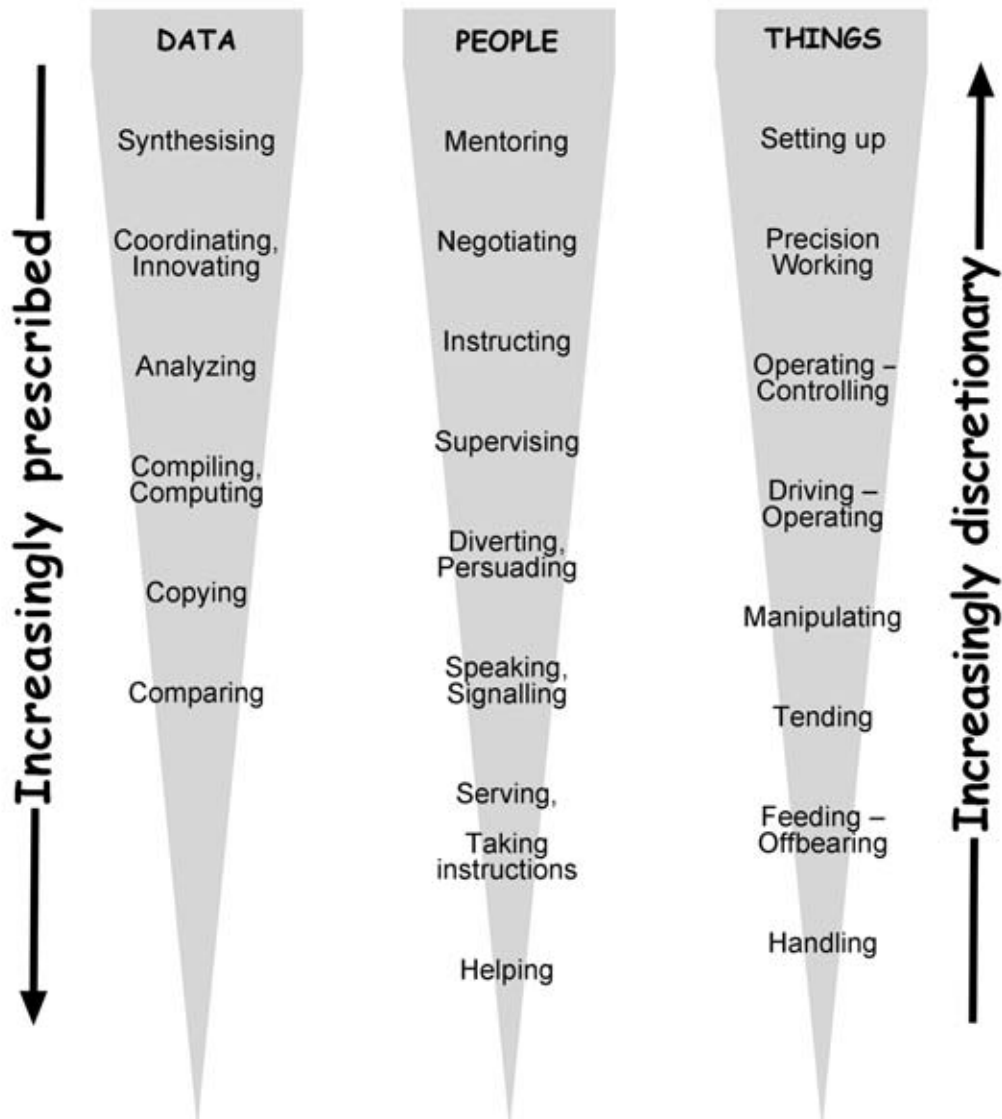 Increasingly prescribed
DATA
Synthesising
Coordinating,
Innovating
Analyzing
Compiling,
Computing
Copying
Comparing
PEOPLE
Mentoring
Negotiating
Instructing
Supervising
Diverting,
Persuading
Speaking,
Signalling
Serving,
Taking
instructions
Helping
THINGS
Setting up
Precision
Working
Operating –
Controlling
Driving –
Operating
Manipulating
Tending
Feeding –
Offbearing
Handling
Increasingly discretionary